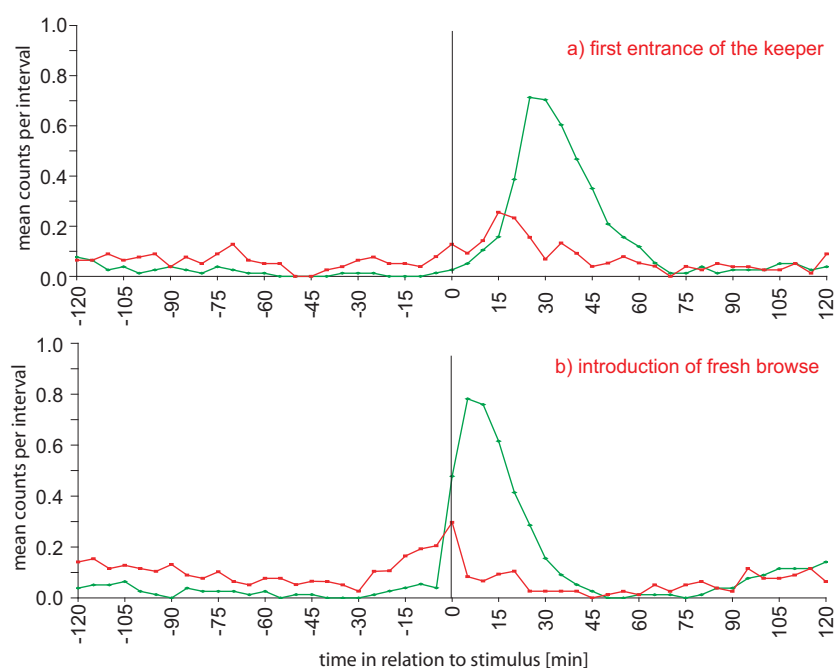 1.0
a) first entrance of the keeper
0.8
0.6
0.4
0.2
0.0
mean counts per interval
-120 -105 -90 -75 -60 -45 -30 -15 0 15 20 30 45 60 75 90 105 120
1.0
b) introduction of fresh browse
0.8
0.6
0.4
0.2
0.0
mean counts per interval
-120 -105 -90 -75 -60 -45 -30 -15 0 15 20 30 45 60 75 90 105 120
time in relation to stimulus [min]